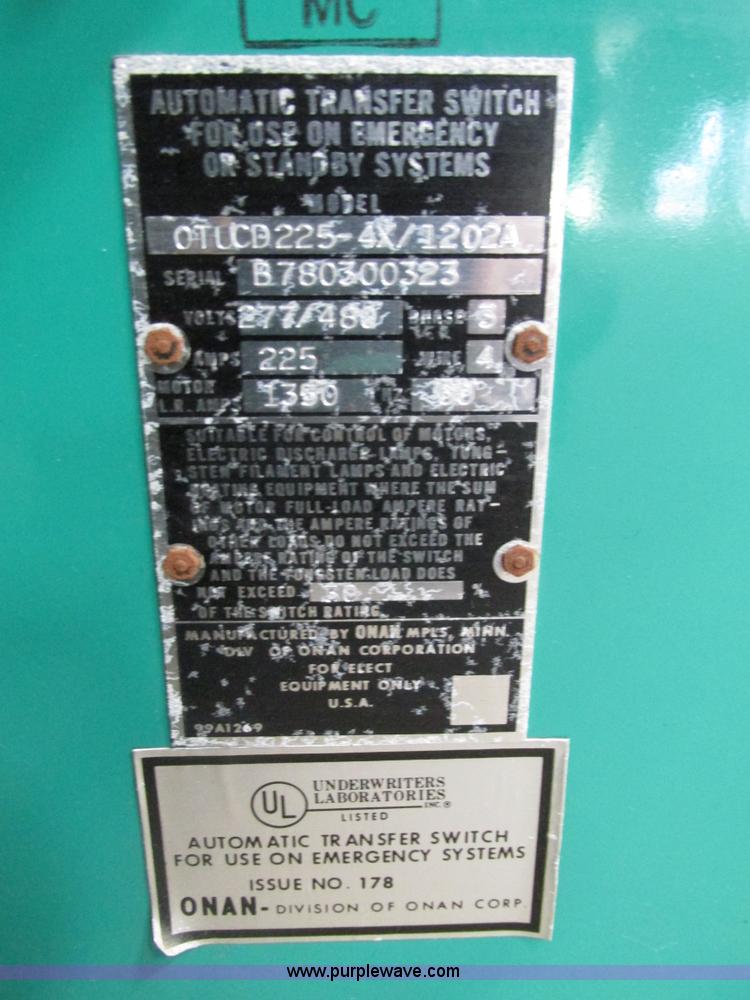 MC
AUTOMATIC TRANSFER SWITCH
FOR USE ON EMERGENCY
OR STANDBY SYSTEMS
MODEL
OTUCD225-4X/1202A
SERIAL B780300323
VOLTS 277/480 PHASE 3
AMPS 225 WIRE 4
MOTOR
L.R. AMP 1350 HZ 60
SUITABLE FOR CONTROL OF MOTORS,
ELECTRIC DISCHARGE LAMPS, TUNG-
STEN FILAMENT LAMPS AND ELECTRIC
HEATING EQUIPMENT WHERE THE SUM
OF MOTOR FULL-LOAD AMPERE RAT-
INGS AND THE AMPERE RATINGS OF
OTHER LOADS DO NOT EXCEED THE
AMPERE RATING OF THE SWITCH
AND THE TUNGSTEN LOAD DOES
NOT EXCEED 30
OF THE SWITCH RATING.
MANUFACTURED BY ONAN MPLS, MINN.
DIV OF ONAN CORPORATION
FOR ELECT
EQUIPMENT ONLY
U.S.A.
99A1269
UL UNDERWRITERS
LABORATORIES
INC.®
LISTED
AUTOMATIC TRANSFER SWITCH
FOR USE ON EMERGENCY SYSTEMS
ISSUE NO. 178
ONAN- DIVISION OF ONAN CORP.
www.purplewave.com